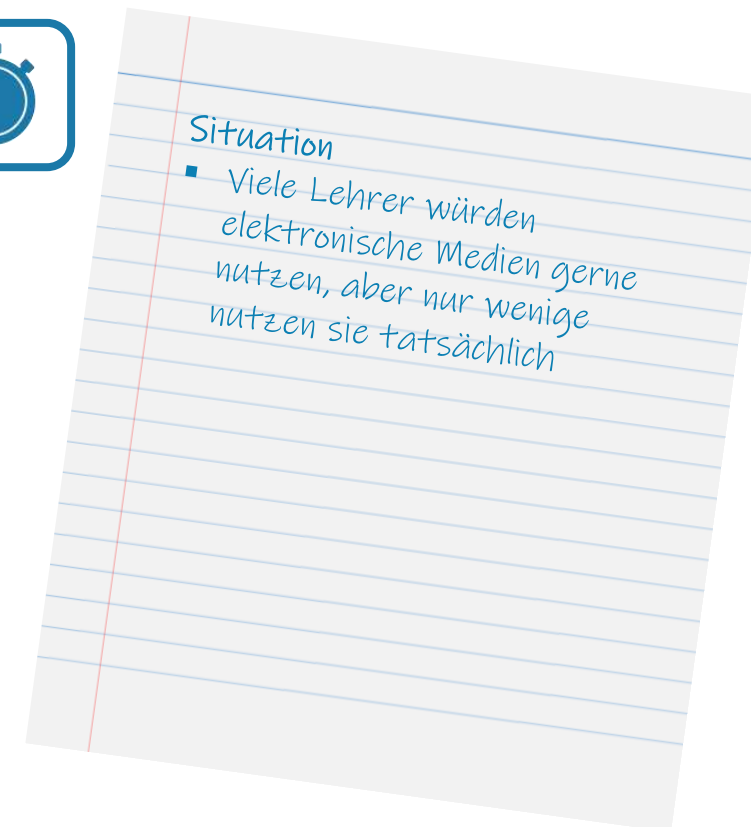 Situation
▪ Viele Lehrer würden
elektronische Medien gerne
nutzen, aber nur wenige
nutzen sie tatsächlich